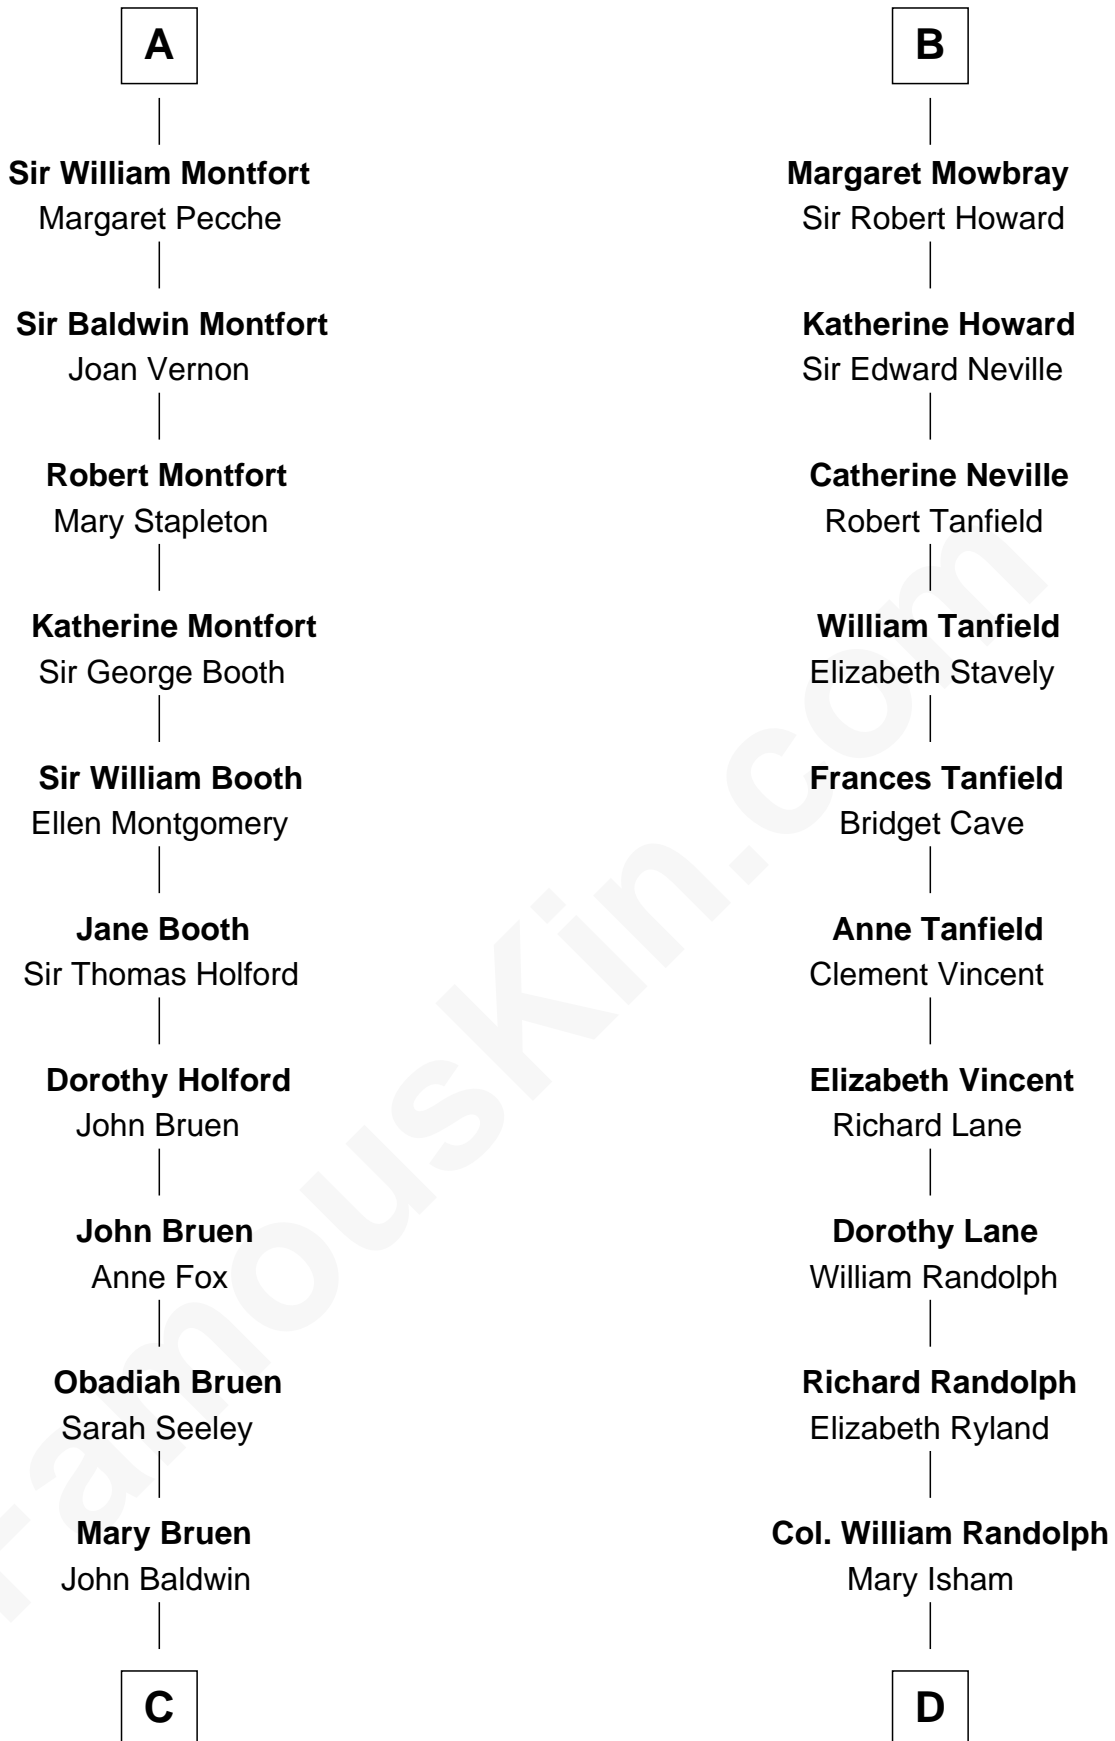 A
Sir William Montfort
Margaret Pecche
Sir Baldwin Montfort
Joan Vernon
Robert Montfort
Mary Stapleton
Katherine Montfort
Sir George Booth
Sir William Booth
Ellen Montgomery
Jane Booth
Sir Thomas Holford
Dorothy Holford
John Bruen
John Bruen
Anne Fox
Obadiah Bruen
Sarah Seeley
Mary Bruen
John Baldwin
C
B
Margaret Mowbray
Sir Robert Howard
Katherine Howard
Sir Edward Neville
Catherine Neville
Robert Tanfield
William Tanfield
Elizabeth Stavely
Frances Tanfield
Bridget Cave
Anne Tanfield
Clement Vincent
Elizabeth Vincent
Richard Lane
Dorothy Lane
William Randolph
Richard Randolph
Elizabeth Ryland
Col. William Randolph
Mary Isham
D
FamousKin.com